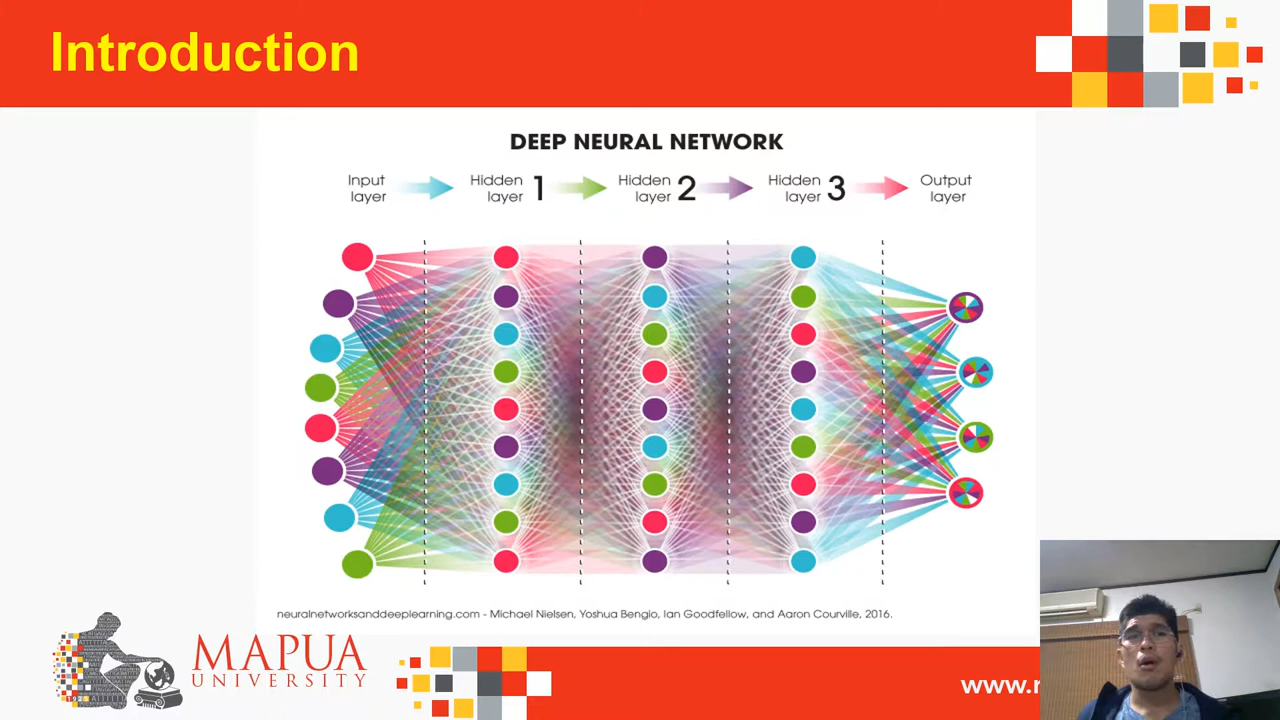 Introduction
DEEP NEURAL NETWORK
Input layer
Hidden layer 1
Hidden layer 2
Hidden layer 3
Output layer
neuralnetworksanddeeplearning.com - Michael Nielsen, Yoshua Bengio, Ian Goodfellow, and Aaron Courville, 2016.
MAPUA
UNIVERSITY
www.